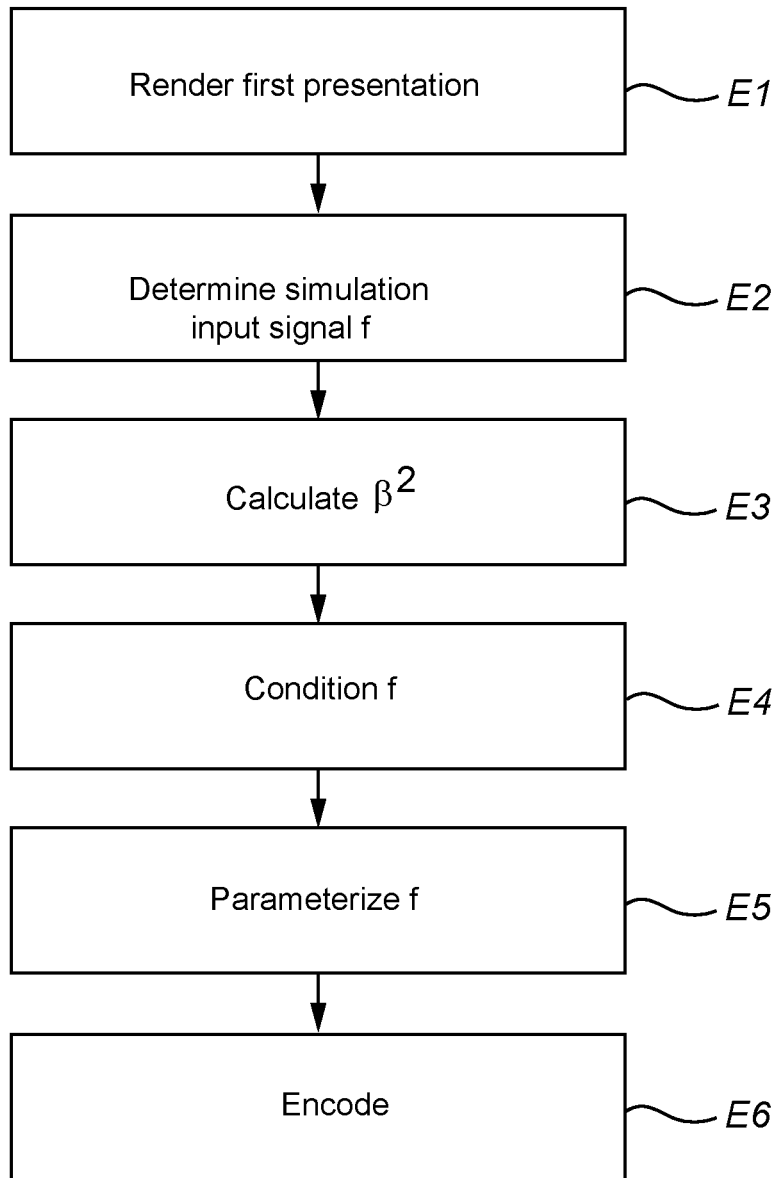 Render first presentation
E1
Determine simulation
input signal f
E2
Calculate β²
E3
Condition f
E4
Parameterize f
E5
Encode
E6